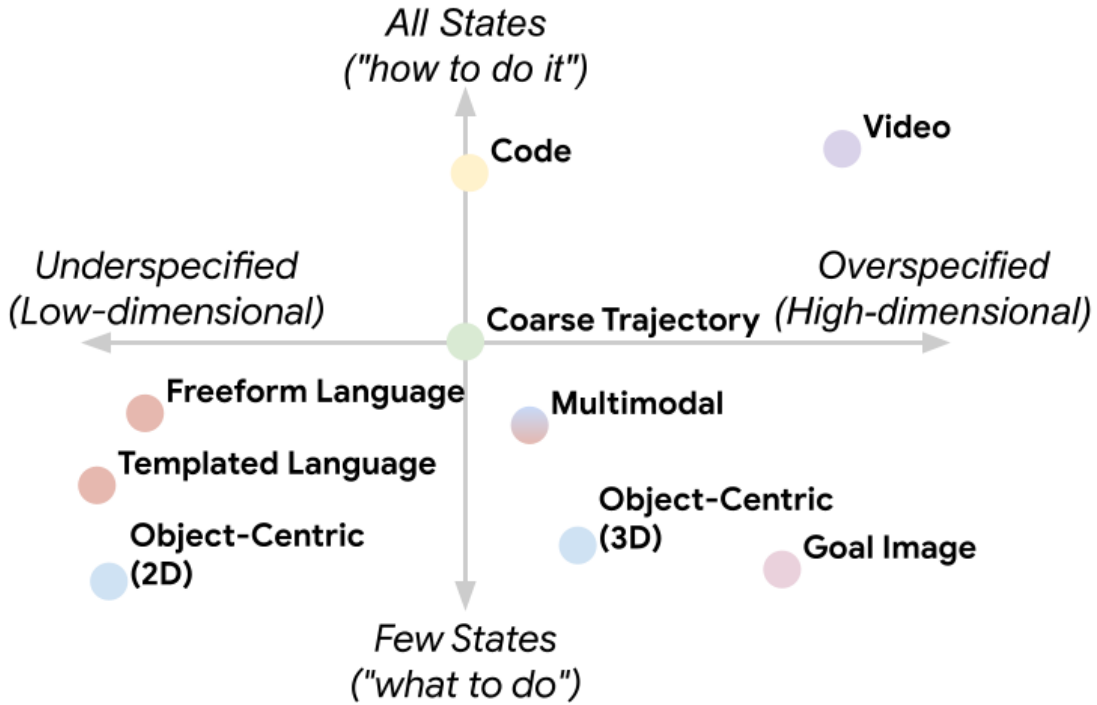 All States
("how to do it")
Video
Code
Underspecified
(Low-dimensional)
Overspecified
(High-dimensional)
Coarse Trajectory
Freeform Language
Multimodal
Templated Language
Object-Centric
(3D)
Object-Centric
(2D)
Goal Image
Few States
("what to do")